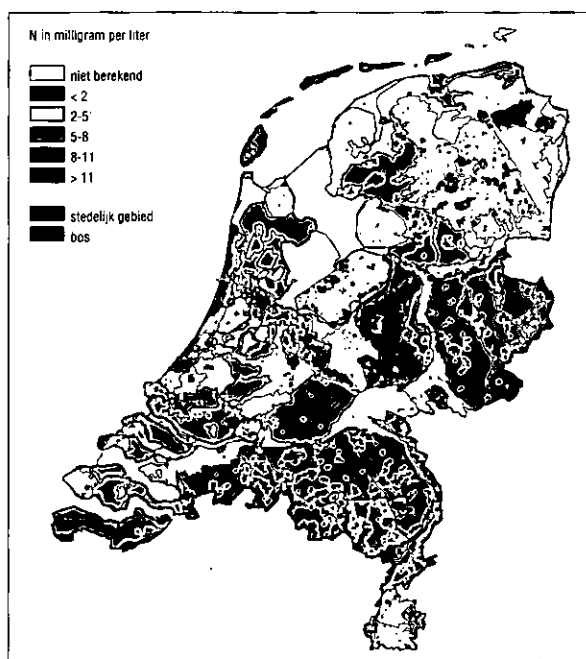 N in milligram per liter
niet berekend
< 2
2-5
5-8
8-11
> 11
stedelijk gebied
bos